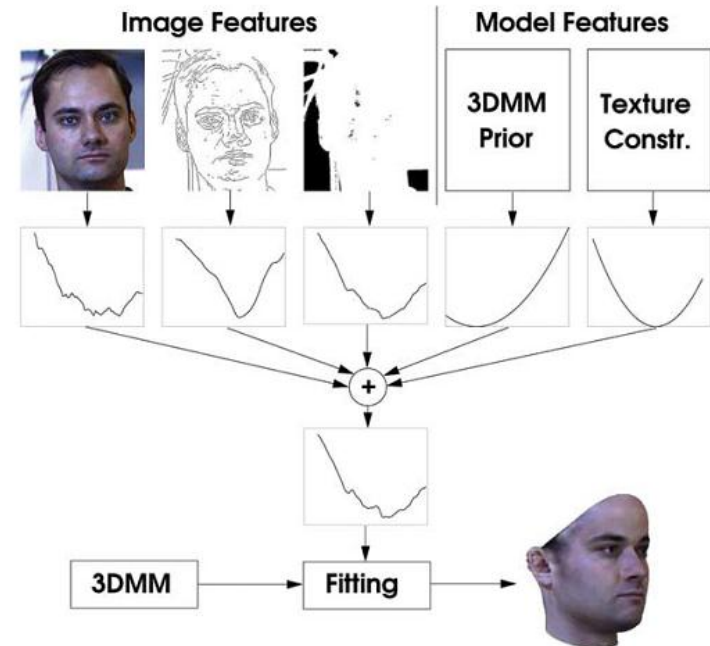 Image Features
Model Features
3DMM
Prior
Texture
Constr.
+
3DMM
Fitting